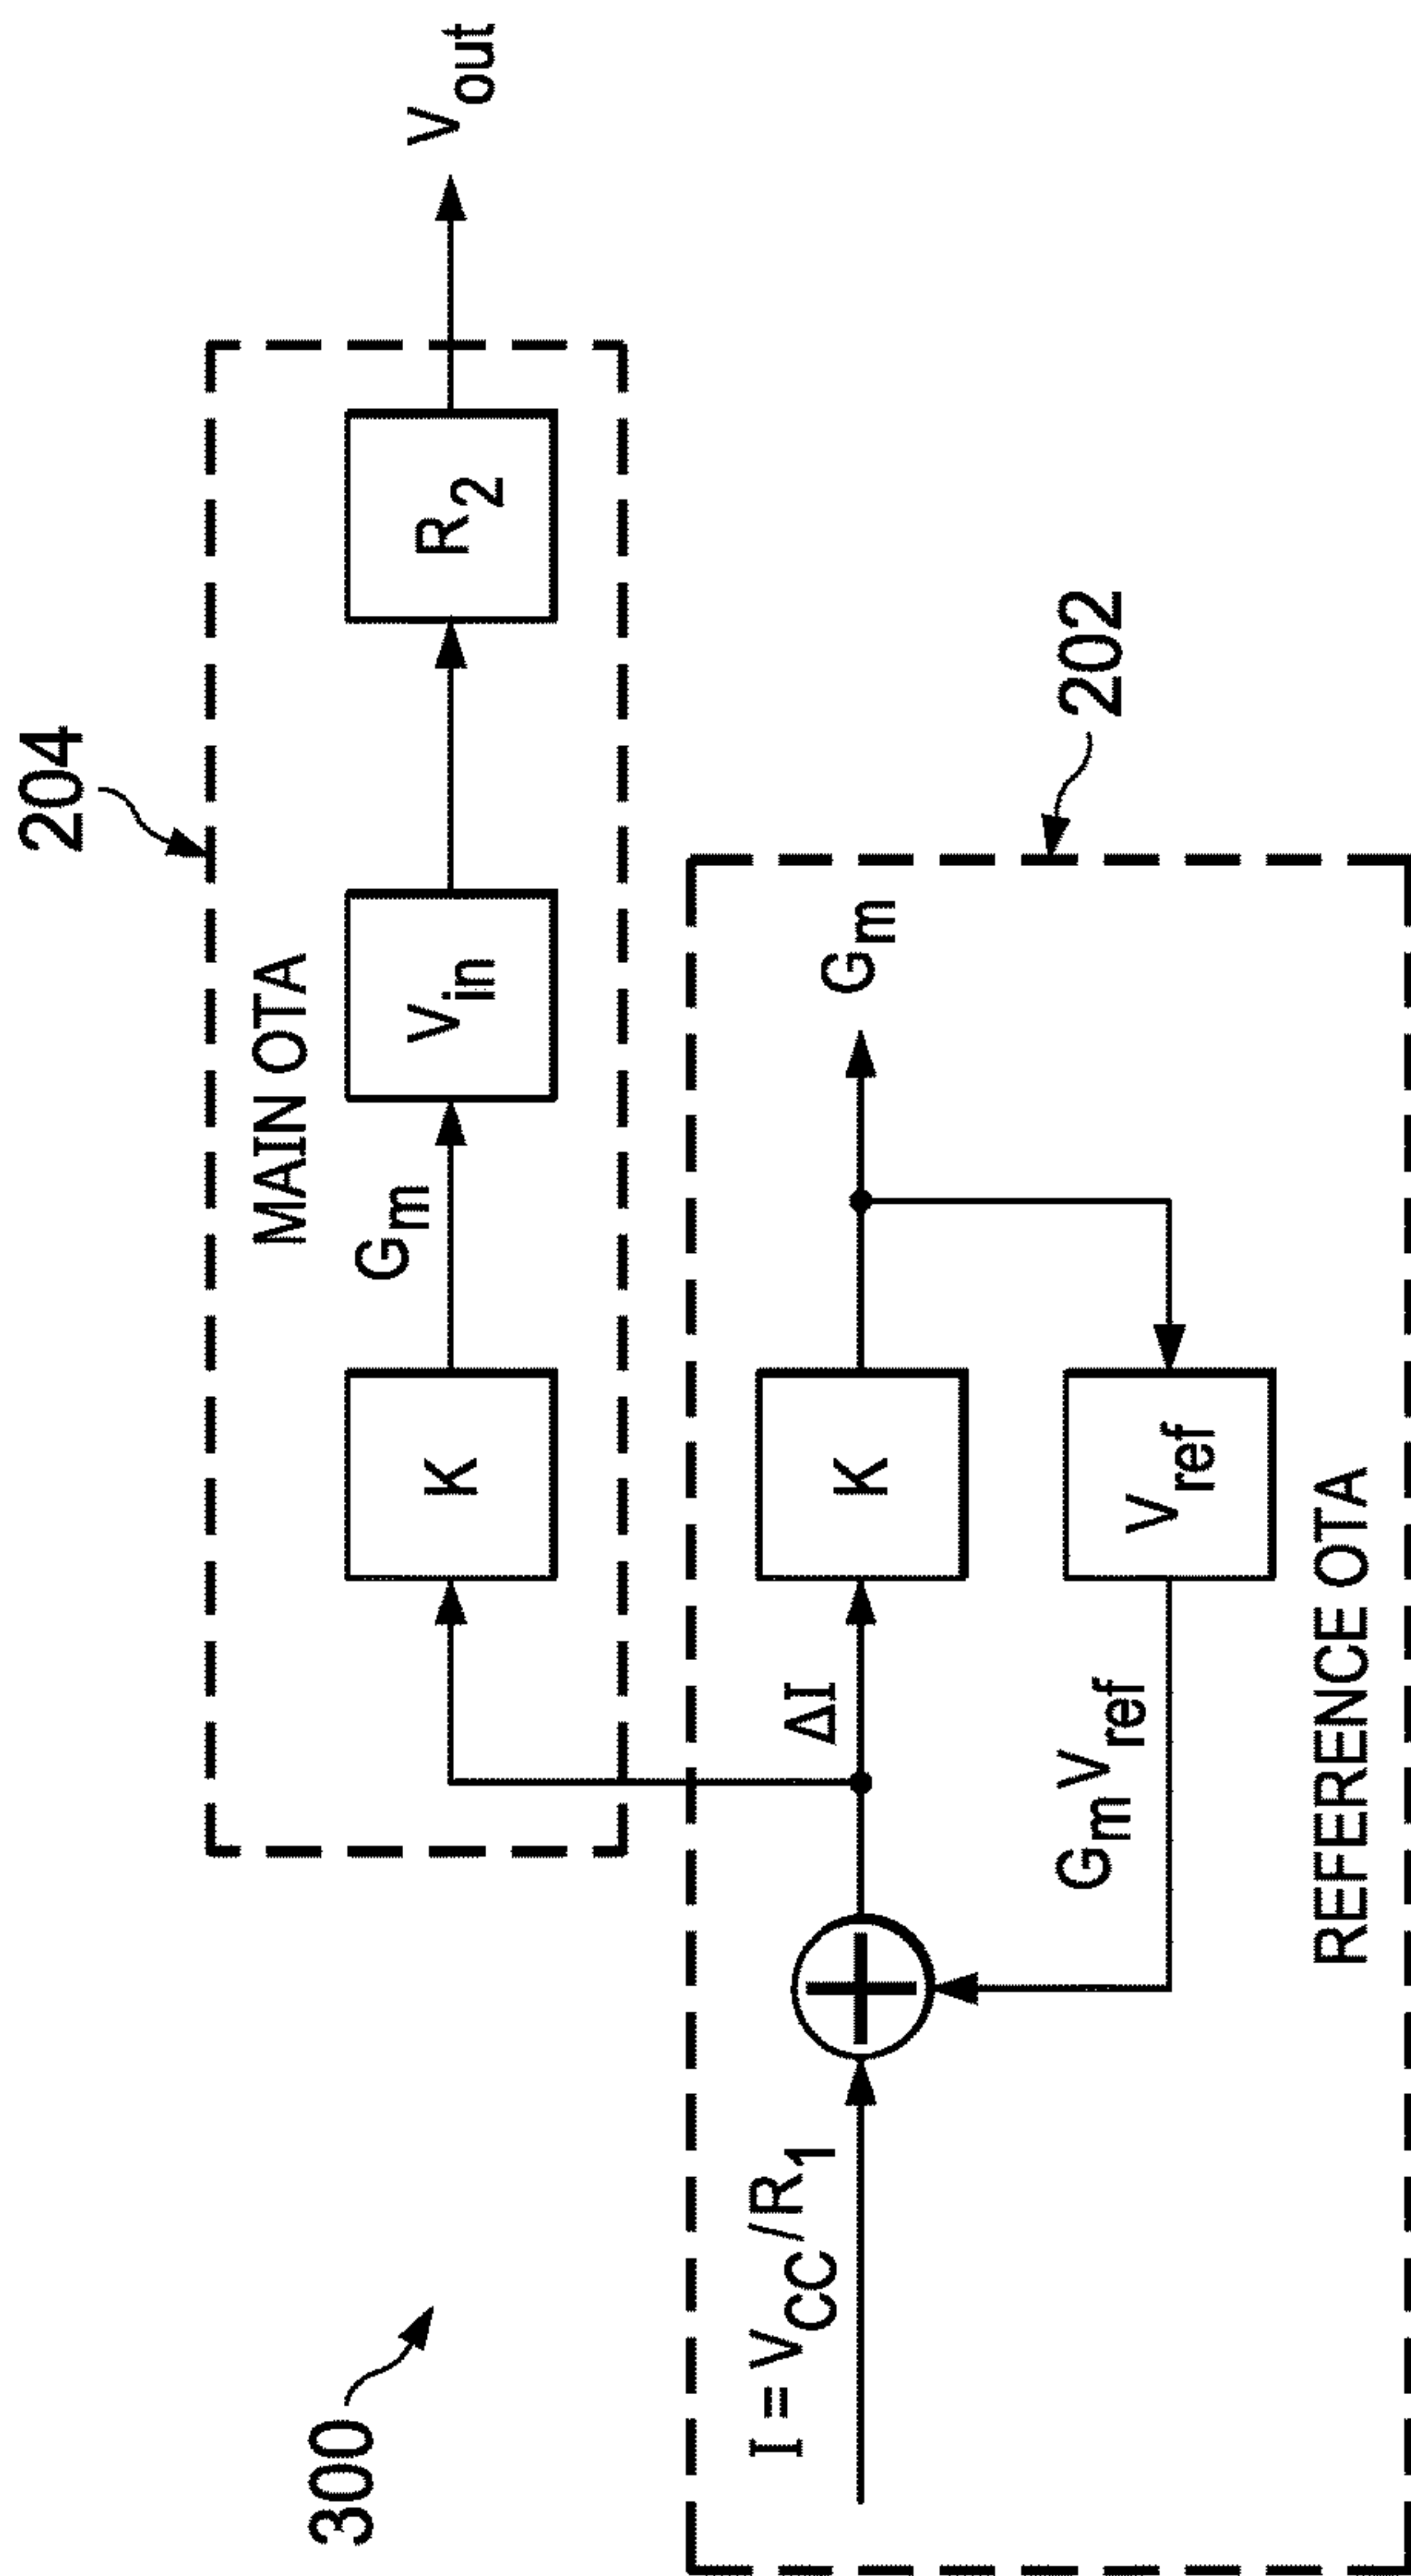 300
204
MAIN OTA
K
G_m
V_in
R_2
V_out
I = V_CC/R_1
ΔI
K
G_m
G_mV_ref
V_ref
REFERENCE OTA
202